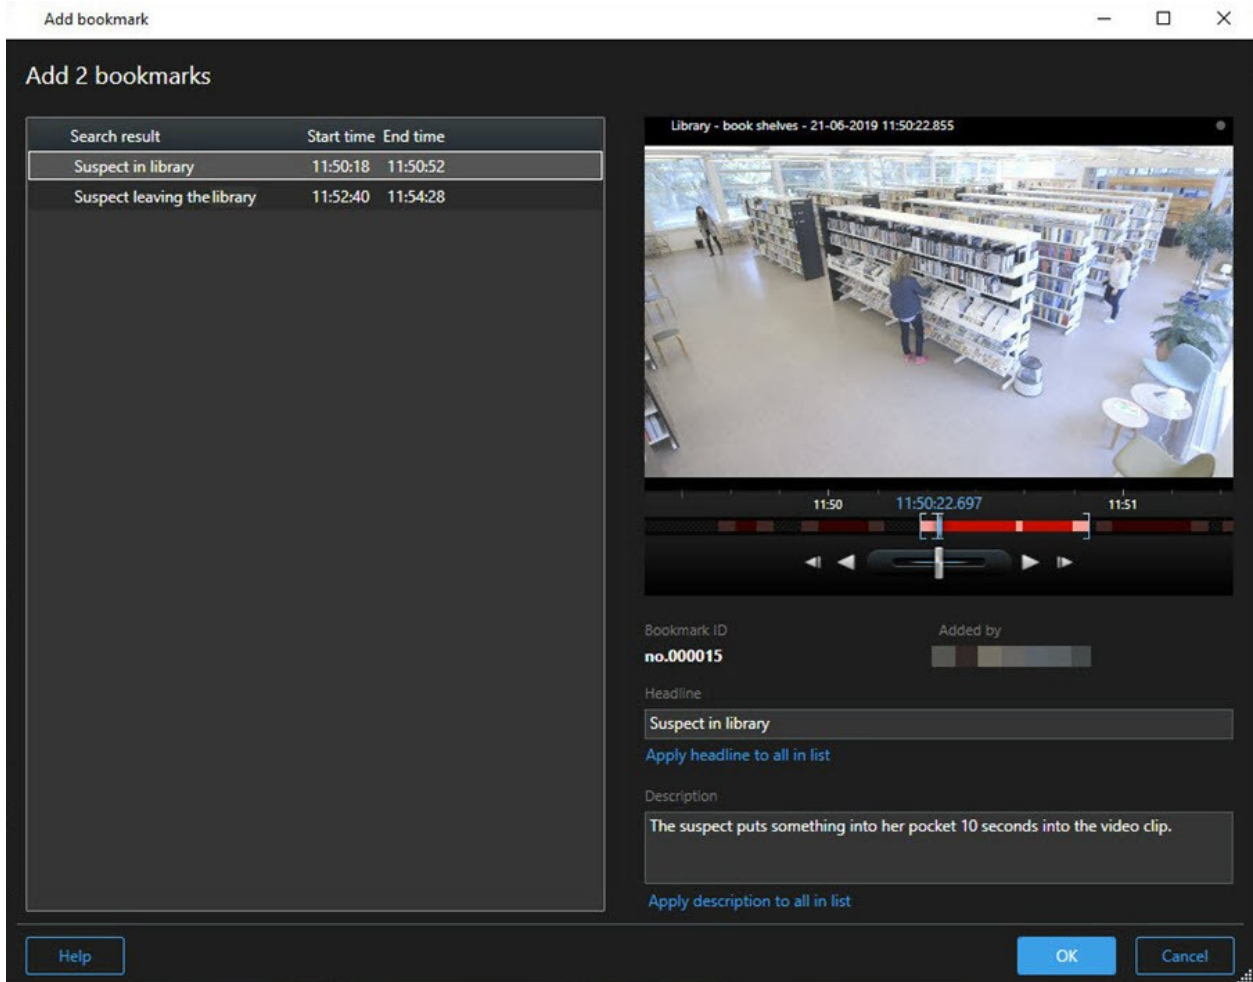 Add bookmark
Add 2 bookmarks
Search result Start time End time
Suspect in library 11:50:18 11:50:52
Suspect leaving the library 11:52:40 11:54:28
Library - book shelves - 21-06-2019 11:50:22.855
11:50 11:50:22.697 11:51
Bookmark ID Added by
no.000015
Headline
Suspect in library
Apply headline to all in list
Description
The suspect puts something into her pocket 10 seconds into the video clip.
Apply description to all in list
Help OK Cancel